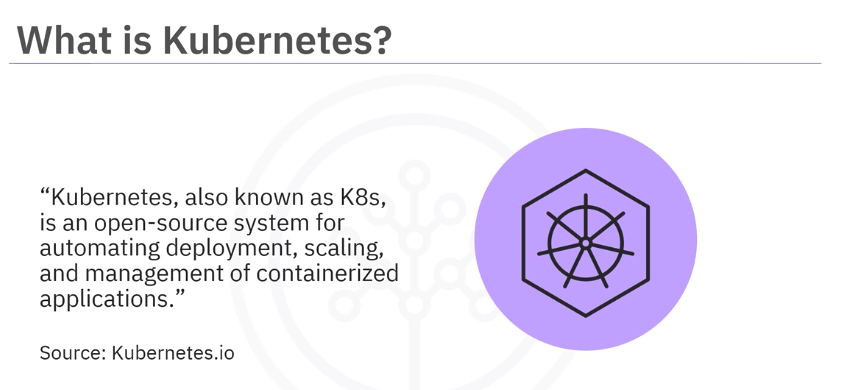 What is Kubernetes?
“Kubernetes, also known as K8s,
is an open-source system for
automating deployment, scaling,
and management of containerized
applications.”
Source: Kubernetes.io